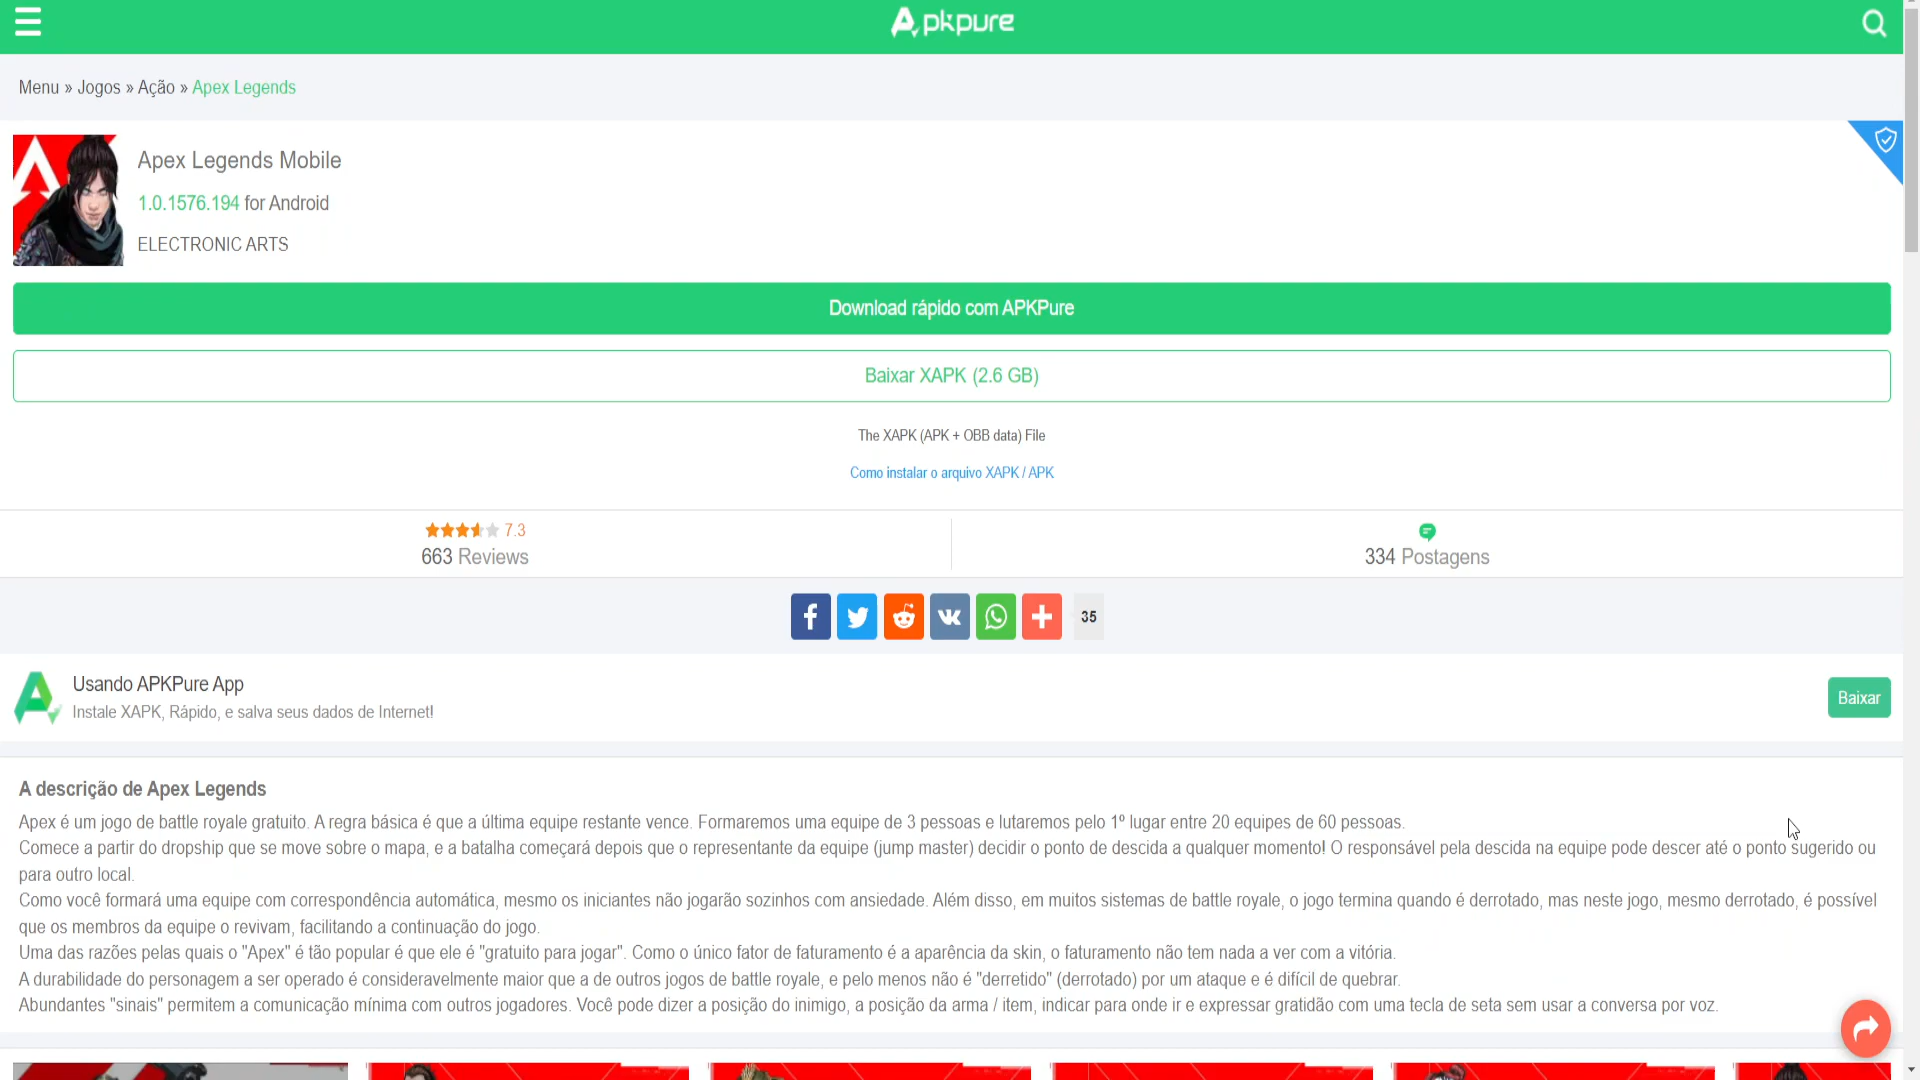 Apkpure
Menu » Jogos » Ação » Apex Legends
Apex Legends Mobile
1.0.1576.194 for Android
ELECTRONIC ARTS
Download rápido com APKPure
Baixar XAPK (2.6 GB)
The XAPK (APK + OBB data) File
Como instalar o arquivo XAPK / APK
7.3
663 Reviews
334 Postagens
35
Usando APKPure App
Instale XAPK, Rápido, e salva seus dados de Internet!
Baixar
A descrição de Apex Legends
Apex é um jogo de battle royale gratuito. A regra básica é que a última equipe restante vence. Formaremos uma equipe de 3 pessoas e lutaremos pelo 1º lugar entre 20 equipes de 60 pessoas.
Comece a partir do dropship que se move sobre o mapa, e a batalha começará depois que o representante da equipe (jump master) decidir o ponto de descida a qualquer momento! O responsável pela descida na equipe pode descer até o ponto sugerido ou
para outro local.
Como você formará uma equipe com correspondência automática, mesmo os iniciantes não jogarão sozinhos com ansiedade. Além disso, em muitos sistemas de battle royale, o jogo termina quando é derrotado, mas neste jogo, mesmo derrotado, é possível
que os membros da equipe o revivam, facilitando a continuação do jogo.
Uma das razões pelas quais o "Apex" é tão popular é que ele é "gratuito para jogar". Como o único fator de faturamento é a aparência da skin, o faturamento não tem nada a ver com a vitória.
A durabilidade do personagem a ser operado é consideravelmente maior que a de outros jogos de battle royale, e pelo menos não é "derretido" (derrotado) por um ataque e é difícil de quebrar.
Abundantes "sinais" permitem a comunicação mínima com outros jogadores. Você pode dizer a posição do inimigo, a posição da arma / item, indicar para onde ir e expressar gratidão com uma tecla de seta sem usar a conversa por voz.